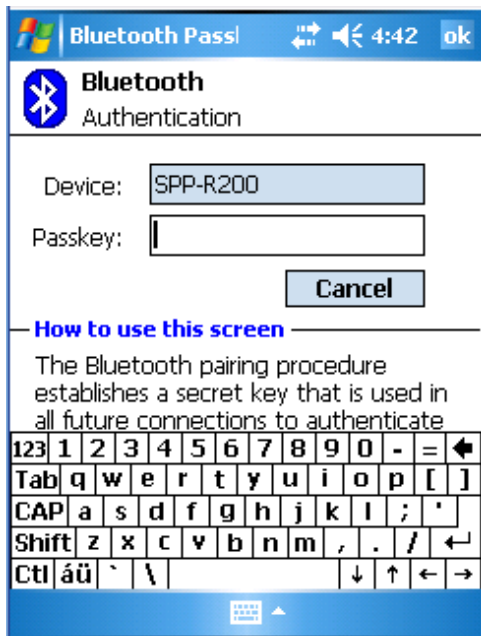 Bluetooth Pass 4:42 ok
Bluetooth
Authentication
Device: SPP-R200
Passkey:
Cancel
How to use this screen
The Bluetooth pairing procedure
establishes a secret key that is used in
all future connections to authenticate
123 1 2 3 4 5 6 7 8 9 0 - =
Tab q w e r t y u i o p [ ]
CAP a s d f g h j k l ; '
Shift z x c v b n m , . /
Ctl áü ` \